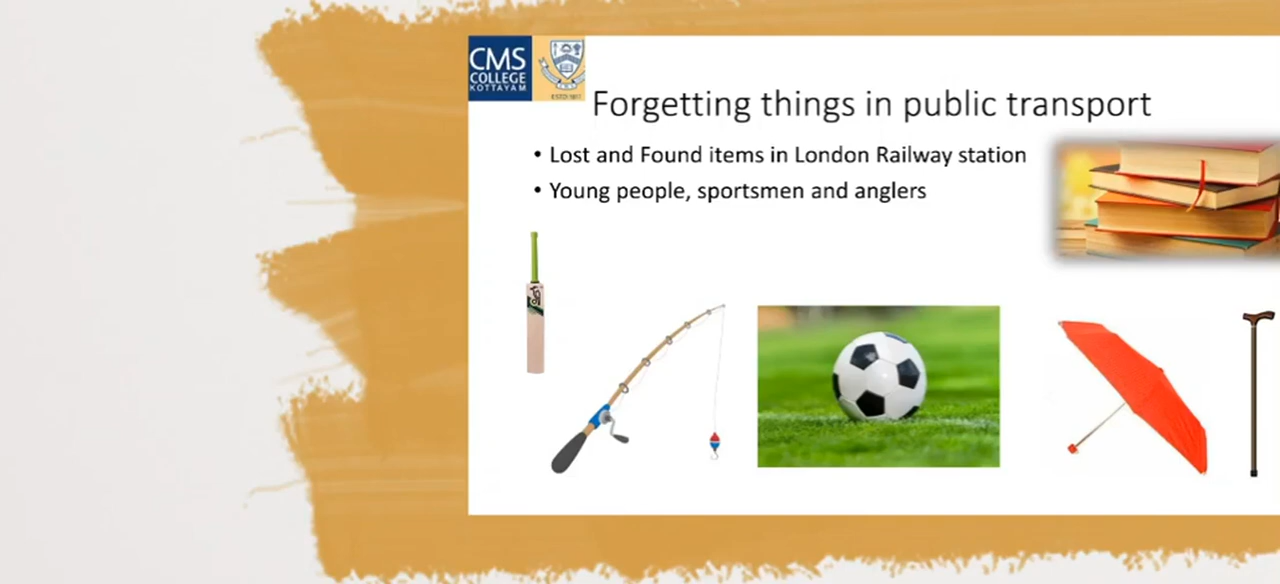 CMS
COLLEGE
KOTTAYAM
Forgetting things in public transport
• Lost and Found items in London Railway station
• Young people, sportsmen and anglers